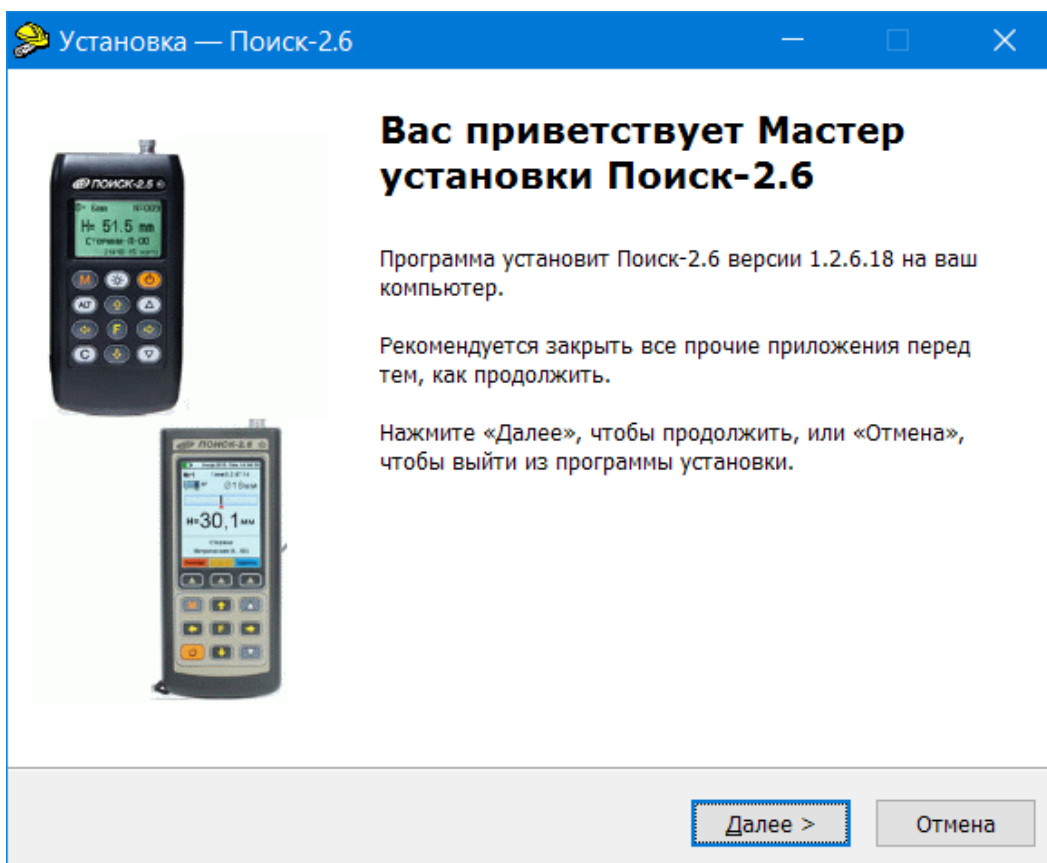 Установка — Поиск-2.6
Вас приветствует Мастер
установки Поиск-2.6
Программа установит Поиск-2.6 версии 1.2.6.18 на ваш
компьютер.
Рекомендуется закрыть все прочие приложения перед
тем, как продолжить.
Нажмите «Далее», чтобы продолжить, или «Отмена»,
чтобы выйти из программы установки.
ПОИСК-2.5
H= 51.5 mm
M
ALT
F
C
ПОИСК-2.6
H=30,1мм
M
F
Далее >
Отмена